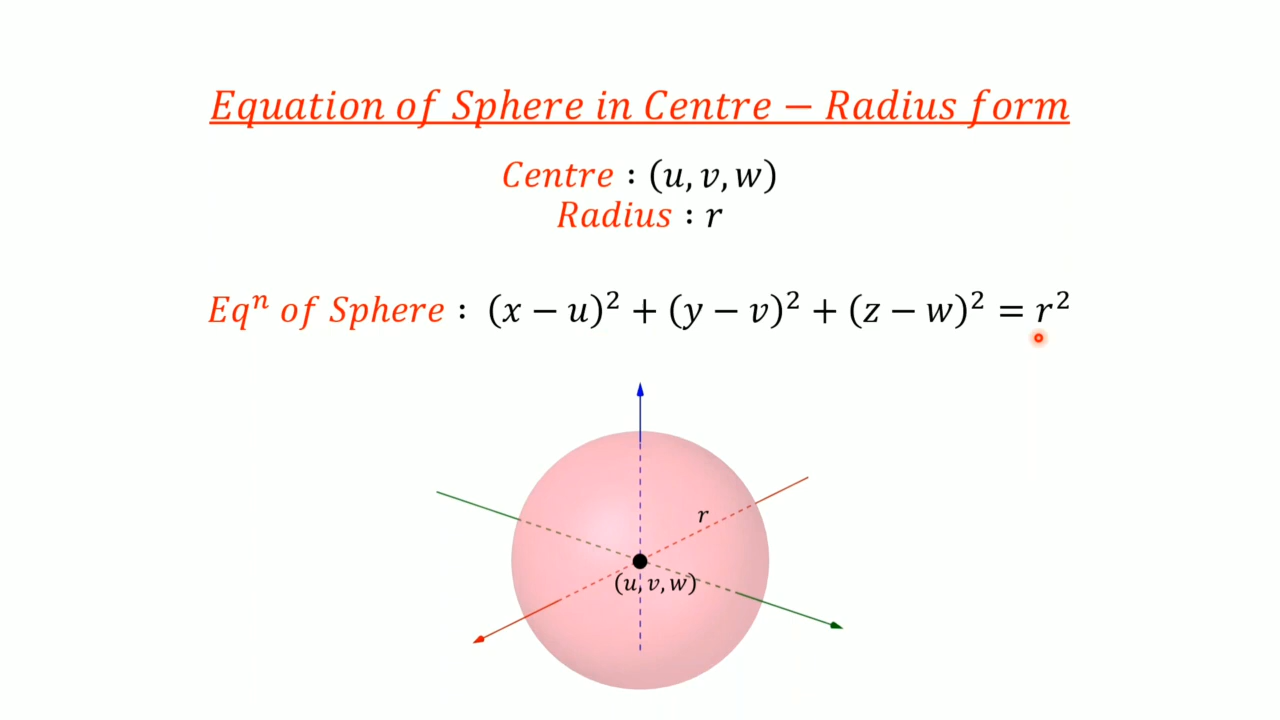 Equation of Sphere in Centre − Radius form
Centre : (u, v, w)
Radius : r
Eqⁿ of Sphere : (x − u)² + (y − v)² + (z − w)² = r²
r
(u, v, w)